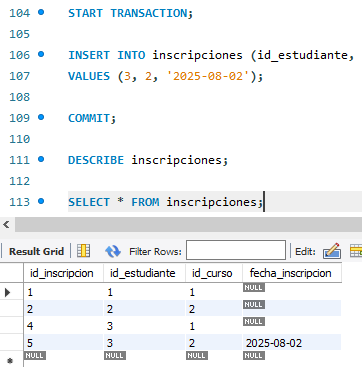 104 START TRANSACTION;
105
106 INSERT INTO inscripciones (id_estudiante,
107 VALUES (3, 2, '2025-08-02');
108
109 COMMIT;
110
111 DESCRIBE inscripciones;
112
113 SELECT * FROM inscripciones;
Result Grid Filter Rows: Edit:
id_inscripcion id_estudiante id_curso fecha_inscripcion
1 1 1 NULL
2 2 2 NULL
4 3 1 NULL
5 3 2 2025-08-02
NULL NULL NULL NULL